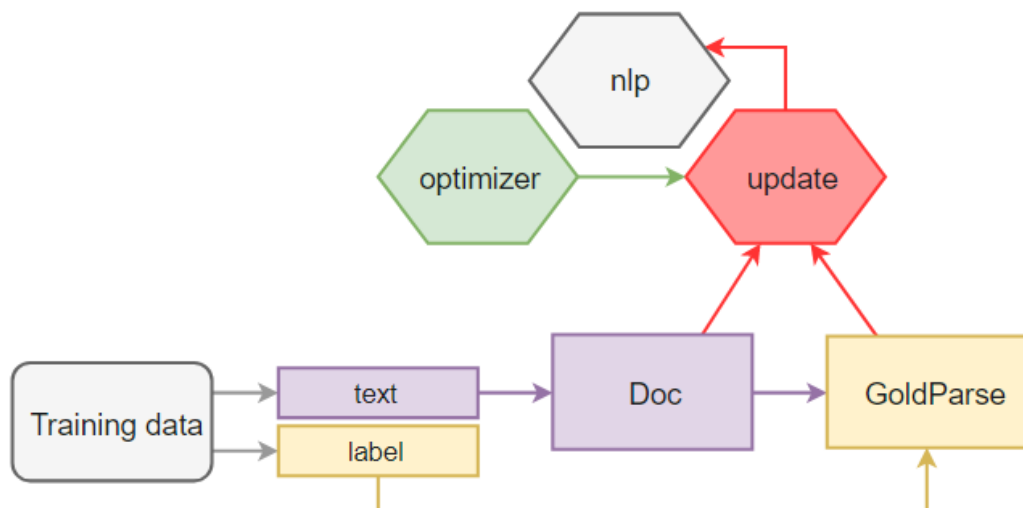 nlp
optimizer
update
Training data
text
label
Doc
GoldParse